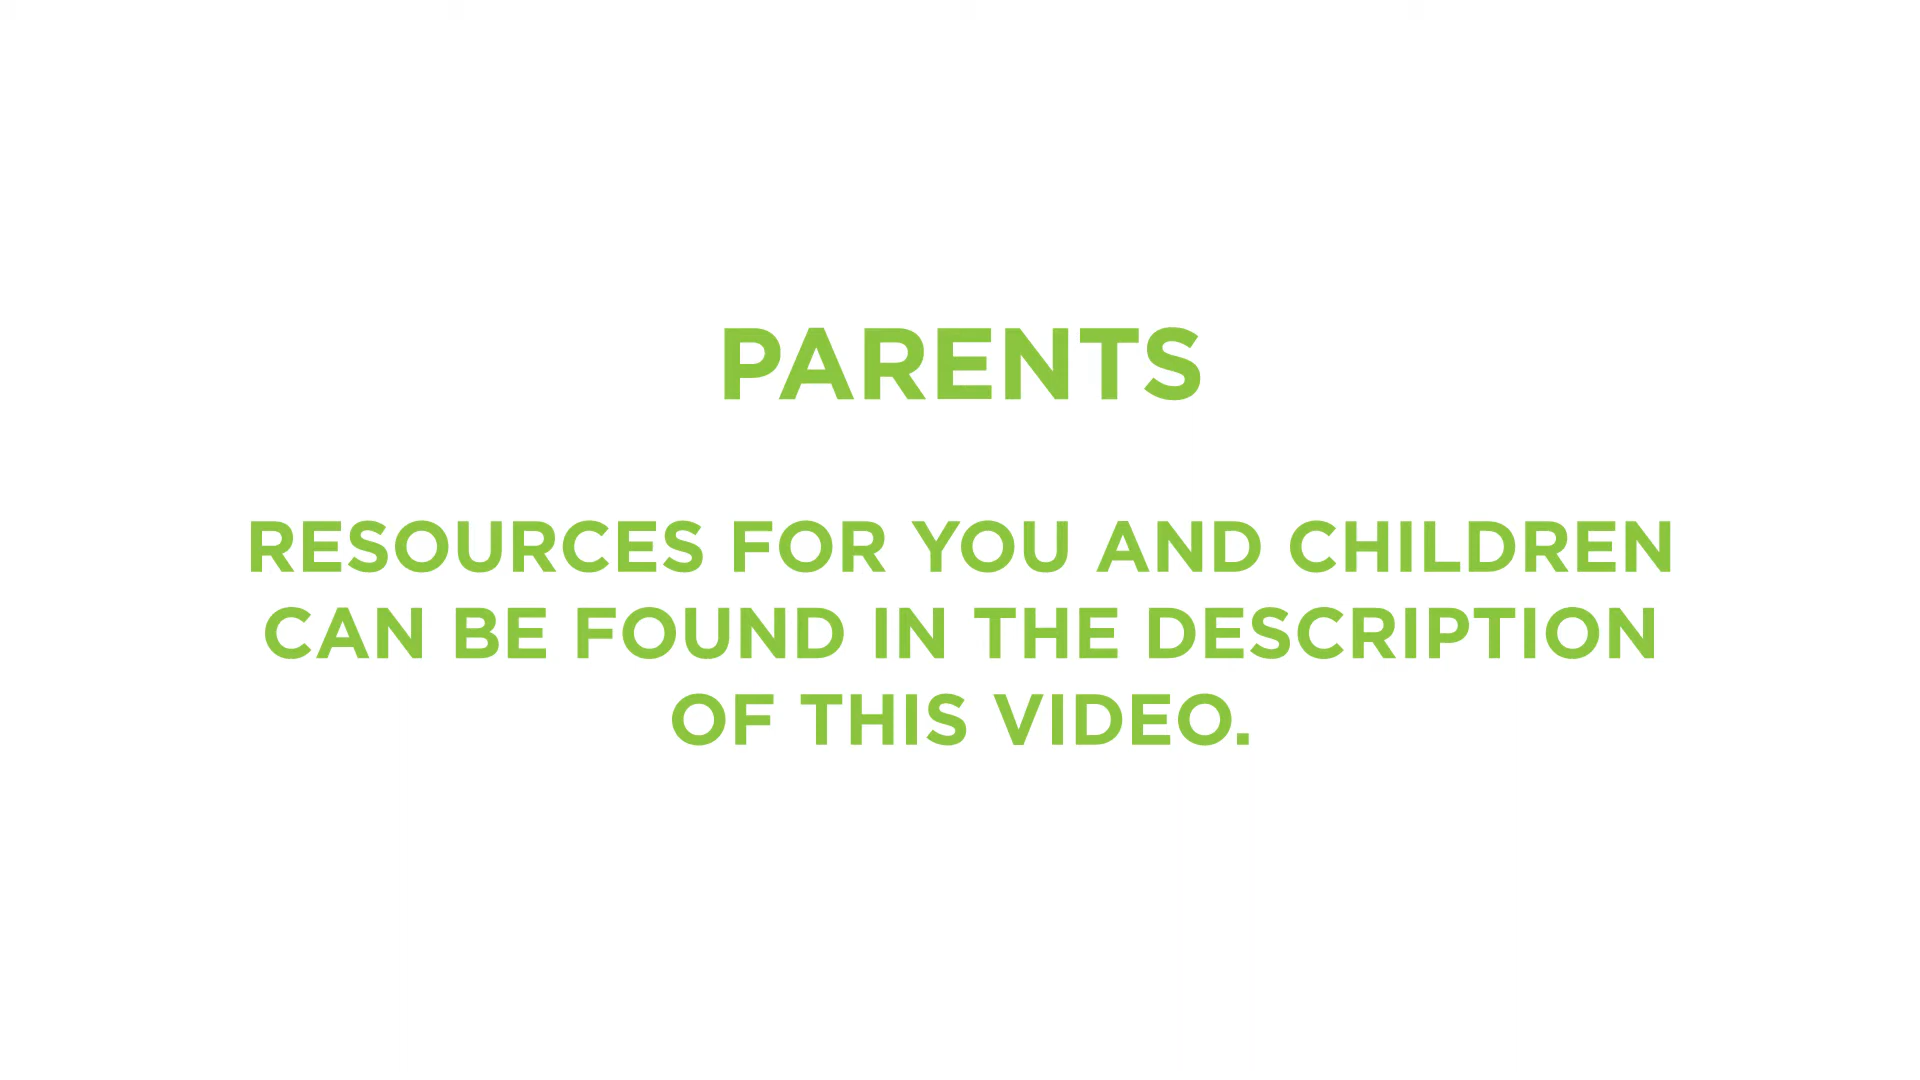 PARENTS
RESOURCES FOR YOU AND CHILDREN
CAN BE FOUND IN THE DESCRIPTION
OF THIS VIDEO.